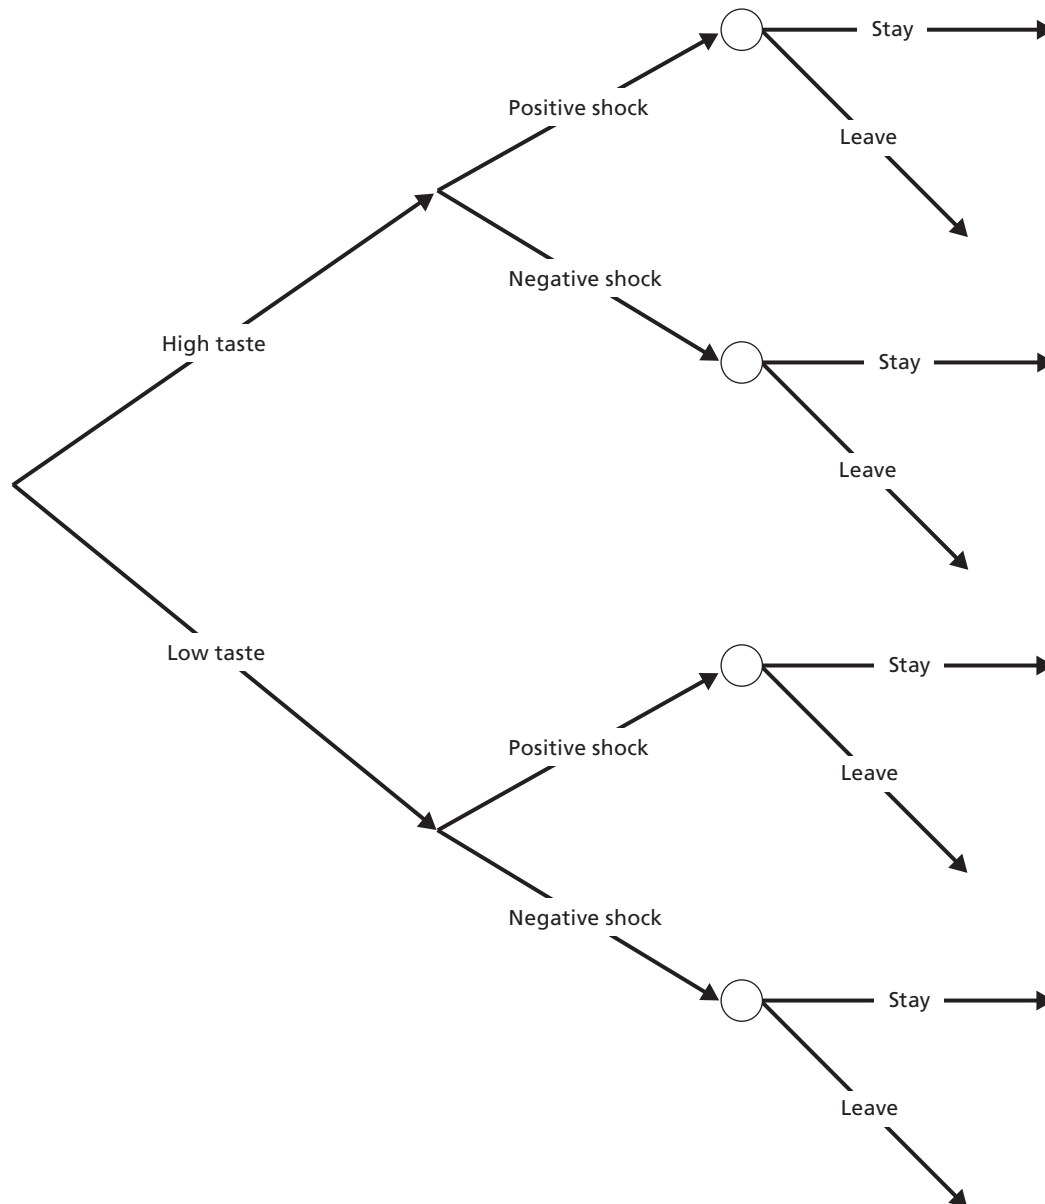 Stay
Positive shock
Leave
Negative shock
High taste
Stay
Leave
Low taste
Stay
Positive shock
Leave
Negative shock
Stay
Leave